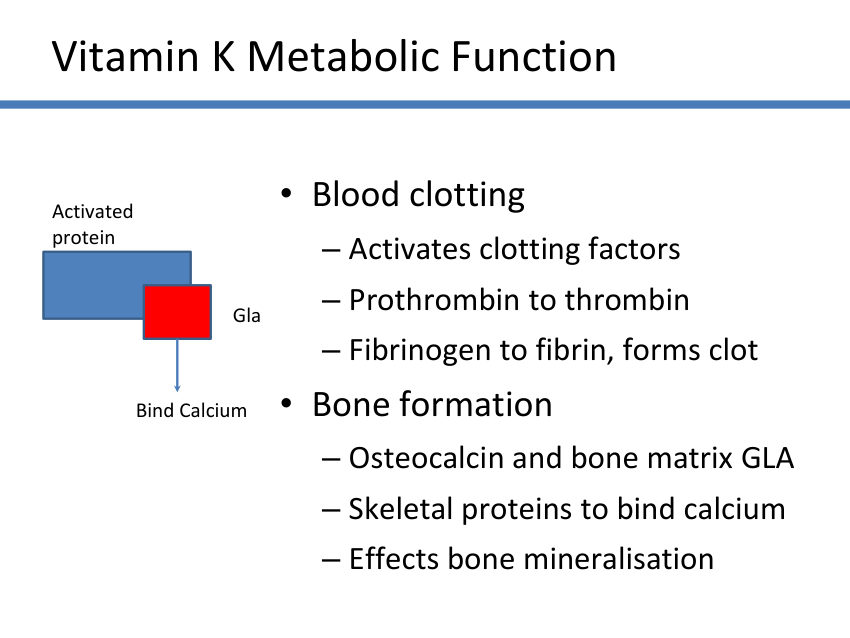 Vitamin K Metabolic Function
Activated
protein
Gla
Bind Calcium
• Blood clotting
– Activates clotting factors
– Prothrombin to thrombin
– Fibrinogen to fibrin, forms clot
• Bone formation
– Osteocalcin and bone matrix GLA
– Skeletal proteins to bind calcium
– Effects bone mineralisation